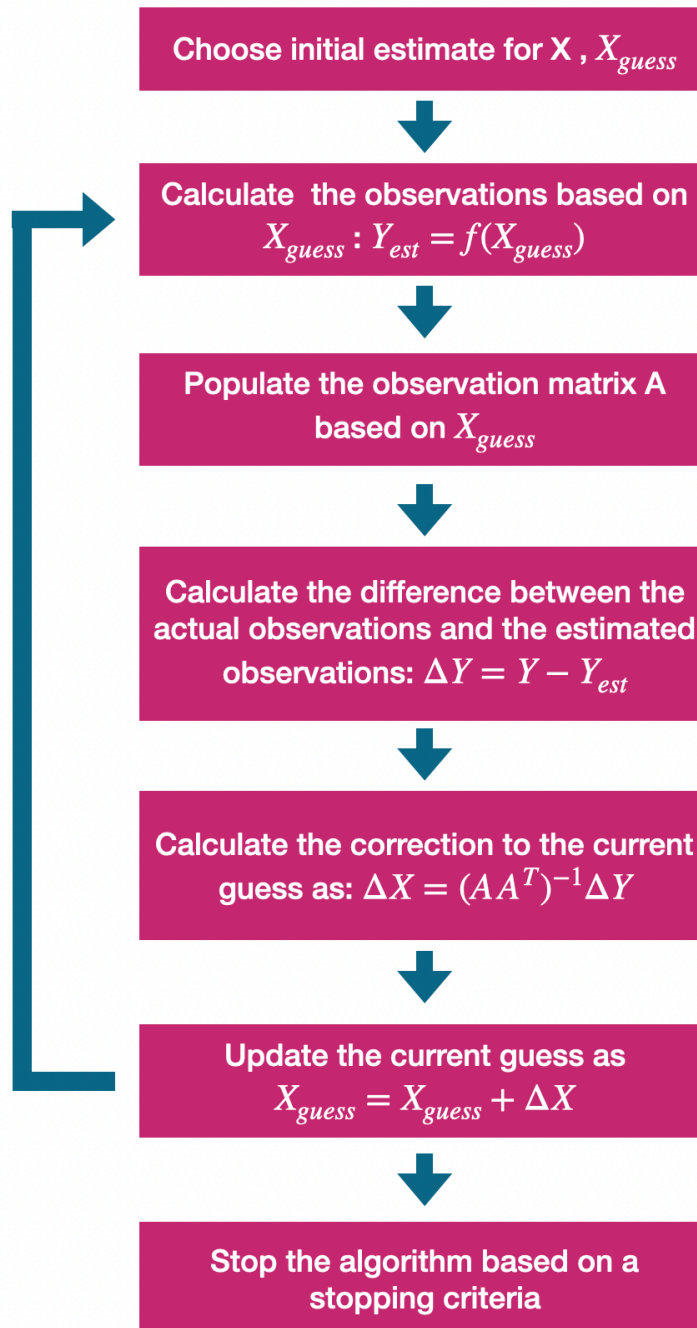 Choose initial estimate for X , X_guess
Calculate the observations based on
X_guess : Y_est = f(X_guess)
Populate the observation matrix A
based on X_guess
Calculate the difference between the
actual observations and the estimated
observations: ΔY = Y − Y_est
Calculate the correction to the current
guess as: ΔX = (AA^T)^−1ΔY
Update the current guess as
X_guess = X_guess + ΔX
Stop the algorithm based on a
stopping criteria